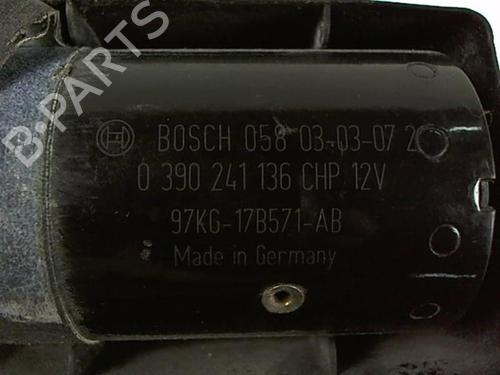 B-PARTS
BOSCH 058 03-03-07 2
0 390 241 136 CHP 12V
97KG-17B571-AB
Made in Germany